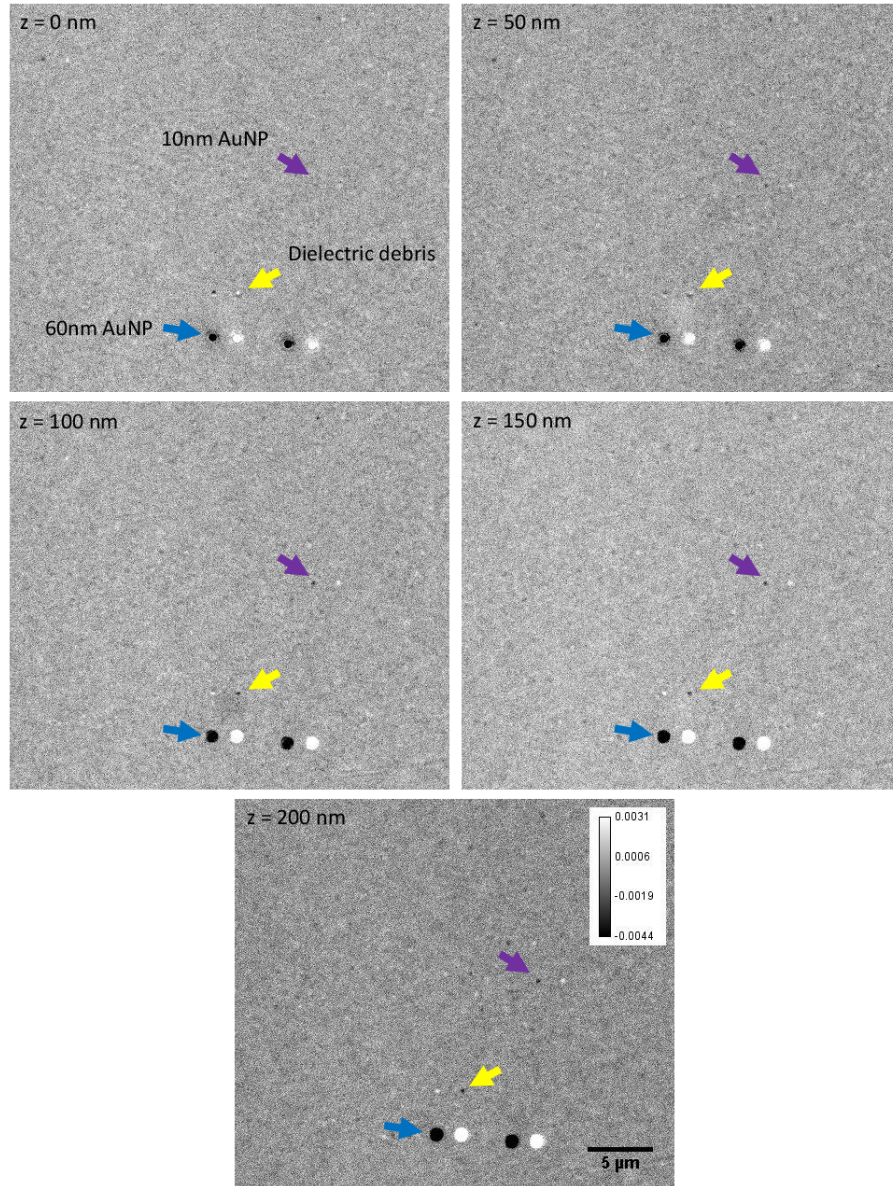 z = 0 nm
10nm AuNP
Dielectric debris
60nm AuNP
z = 50 nm
z = 100 nm
z = 150 nm
z = 200 nm
0.0031
0.0006
-0.0019
-0.0044
5 µm